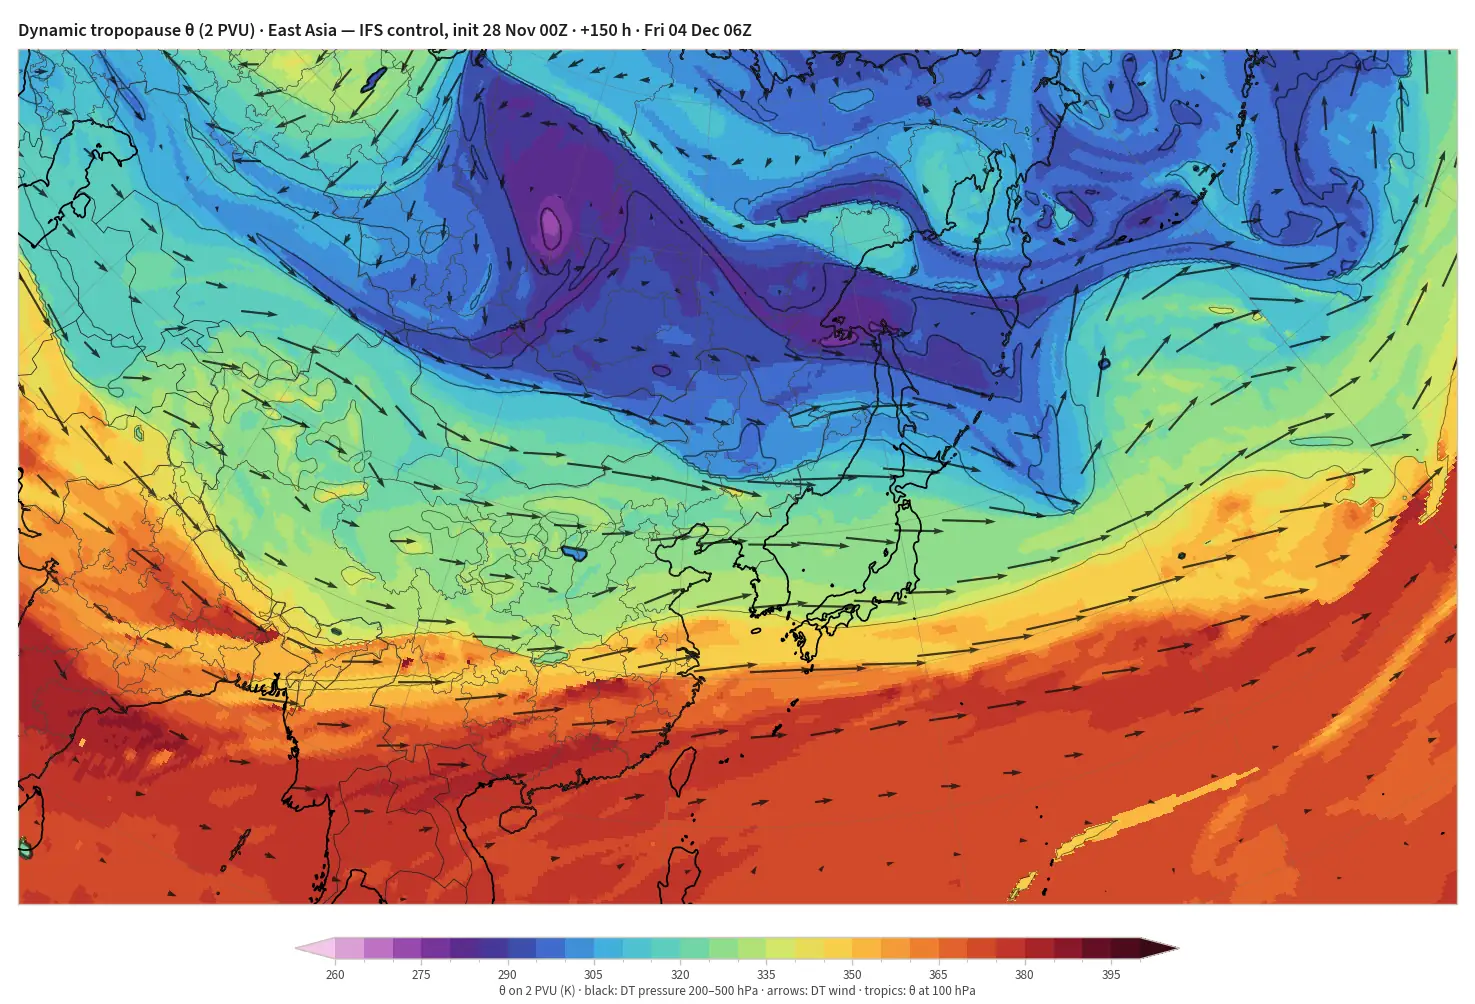 Dynamic tropopause θ (2 PVU) · East Asia — IFS control, init 28 Nov 00Z · +150 h · Fri 04 Dec 06Z
260 275 290 305 320 335 350 365 380 395
θ on 2 PVU (K) · black: DT pressure 200–500 hPa · arrows: DT wind · tropics: θ at 100 hPa